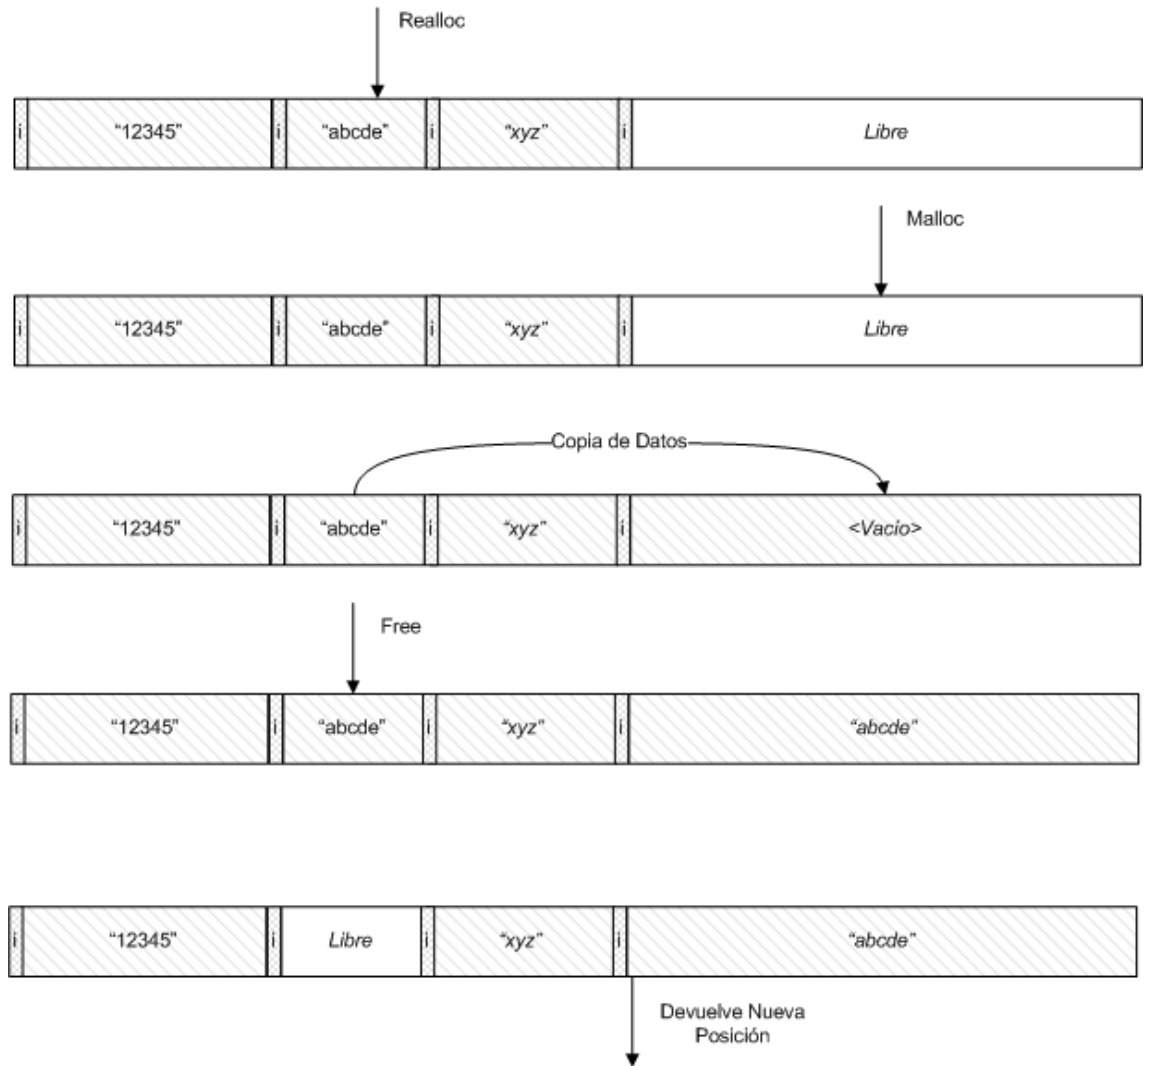 Realloc
i "12345" i "abcde" i "xyz" i Libre
Malloc
i "12345" i "abcde" i "xyz" i Libre
Copia de Datos
i "12345" i "abcde" i "xyz" i <Vacio>
Free
i "12345" i "abcde" i "xyz" i "abcde"
i "12345" i Libre i "xyz" i "abcde"
Devuelve Nueva
Posición